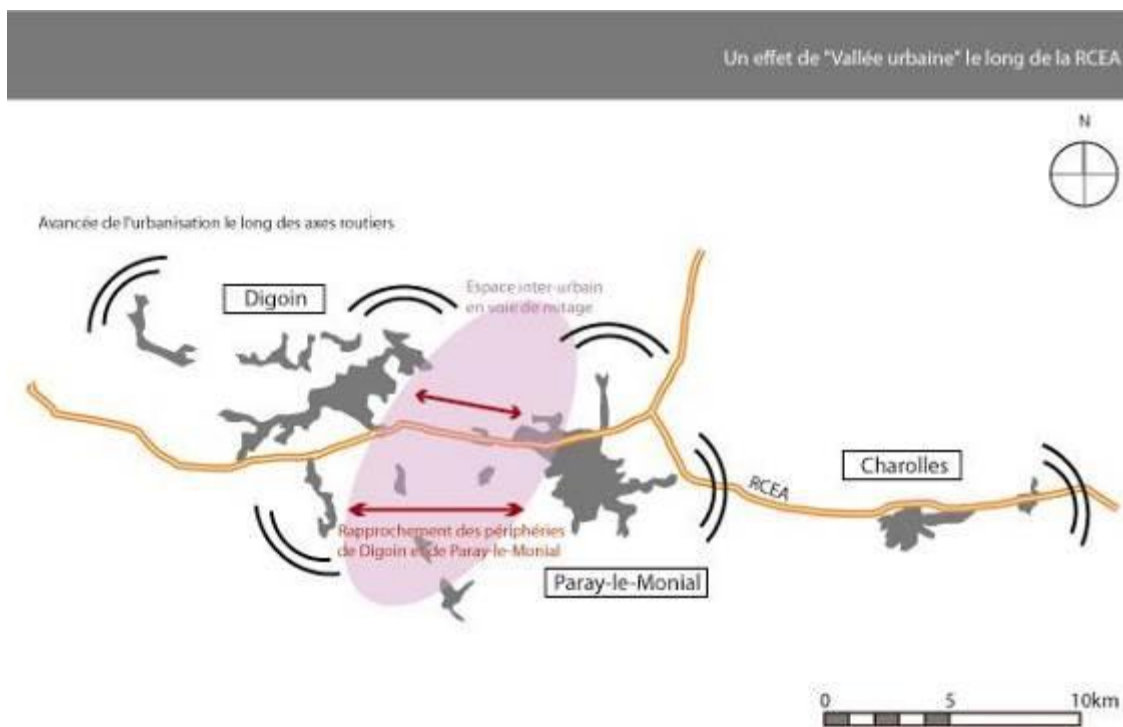 Un effet de "Vallée urbaine" le long de la RCEA
N
Avancée de l'urbanisation le long des axes routiers
Digoin
Espace inter-urbain
en voie de mitage
RCEA
Charolles
Rapprochement des périphéries
de Digoin et de Paray-le-Monial
Paray-le-Monial
0 5 10km